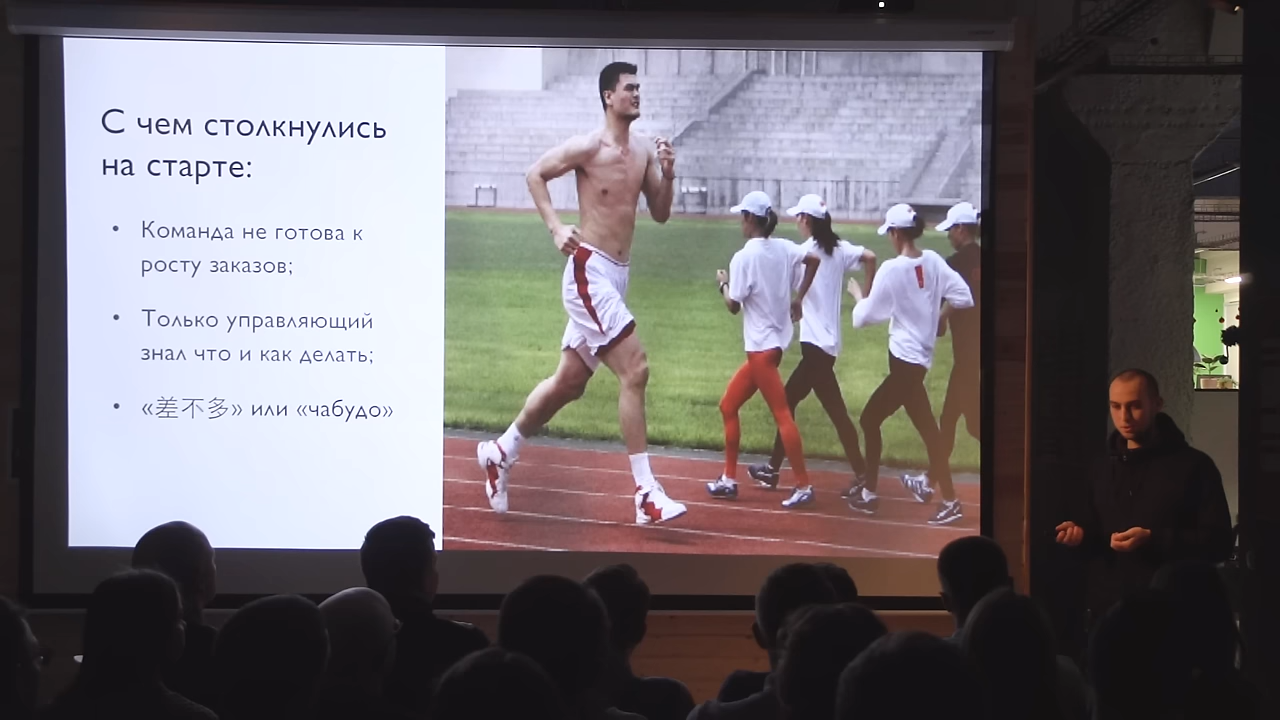 С чем столкнулись
на старте:
• Команда не готова к
росту заказов;
• Только управляющий
знал что и как делать;
• «差不多» или «чабудо»